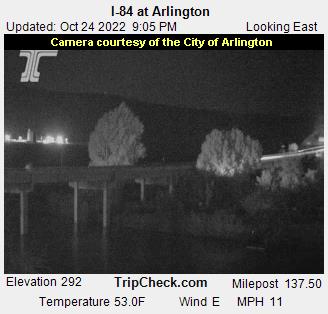 I-84 at Arlington
Updated: Oct 24 2022 9:05 PM Looking East
Camera courtesy of the City of Arlington
Elevation 292 TripCheck.com Milepost 137.50
Temperature 53.0F Wind E MPH 11